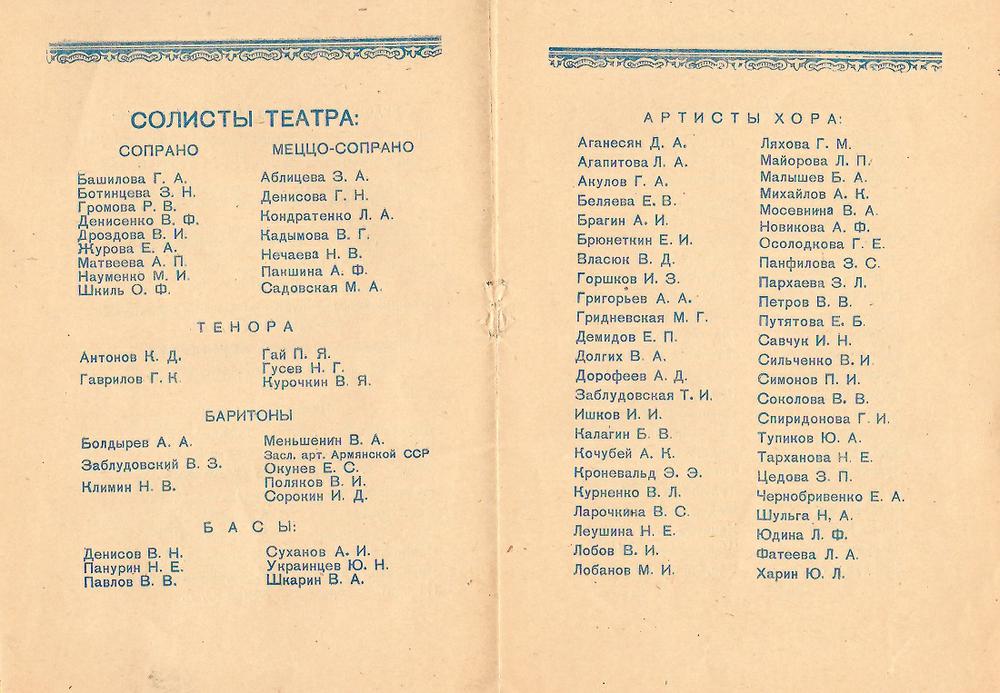 СОЛИСТЫ ТЕАТРА:
СОПРАНО
Башилова Г. А.
Ботинцева З. Н.
Громова Р. В.
Денисенко В. Ф.
Дроздова В. И.
Журова Е. А.
Матвеева А. П.
Науменко М. И.
Шкиль О. Ф.
МЕЦЦО-СОПРАНО
Аблицева З. А.
Денисова Г. Н.
Кондратенко Л. А.
Кадымова В. Г.
Нечаева Н. В.
Пакшина А. Ф.
Садовская М. А.
ТЕНОРА
Антонов К. Д.
Гаврилов Г. К.
Гай П. Я.
Гусев Н. Г.
Курочкин В. Я.
БАРИТОНЫ
Болдырев А. А.
Заблудовский В. З.
Климин Н. В.
Меньшенин В. А.
Засл. арт. Армянской ССР
Окунев Е. С.
Поляков В. И.
Сорокин И. Д.
БАСЫ:
Денисов В. Н.
Панурин Н. Е.
Павлов В. В.
Суханов А. И.
Украинцев Ю. Н.
Шкарин В. А.
АРТИСТЫ ХОРА:
Аганесян Д. А.
Агапитова Л. А.
Акулов Г. А.
Беляева Е. В.
Брагин А. И.
Брюнеткин Е. И.
Власюк В. Д.
Горшков И. З.
Григорьев А. А.
Гридневская М. Г.
Демидов Е. П.
Долгих В. А.
Дорофеев А. Д.
Заблудовская Т. И.
Ишков И. И.
Калагин Б. В.
Кочубей А. К.
Кроневальд Э. Э.
Курненко В. Л.
Ларочкина В. С.
Леушина Н. Е.
Лобов В. И.
Лобанов М. И.
Ляхова Г. М.
Майорова Л. П.
Малышев Б. А.
Михайлов А. К.
Мосевнина В. А.
Новикова А. Ф.
Осолодкова Г. Е.
Панфилова З. С.
Пархаева З. Л.
Петров В. В.
Путятова Е. Б.
Савчук И. Н.
Сильченко В. И
Симонов П. И.
Соколова В. В.
Спиридонова Г. И.
Тупиков Ю. А.
Тарханова Н. Е.
Цедова З. П.
Чернобривенко Е. А.
Шульга Н, А.
Юдина Л. Ф.
Фатеева Л. А.
Харин Ю. Л.